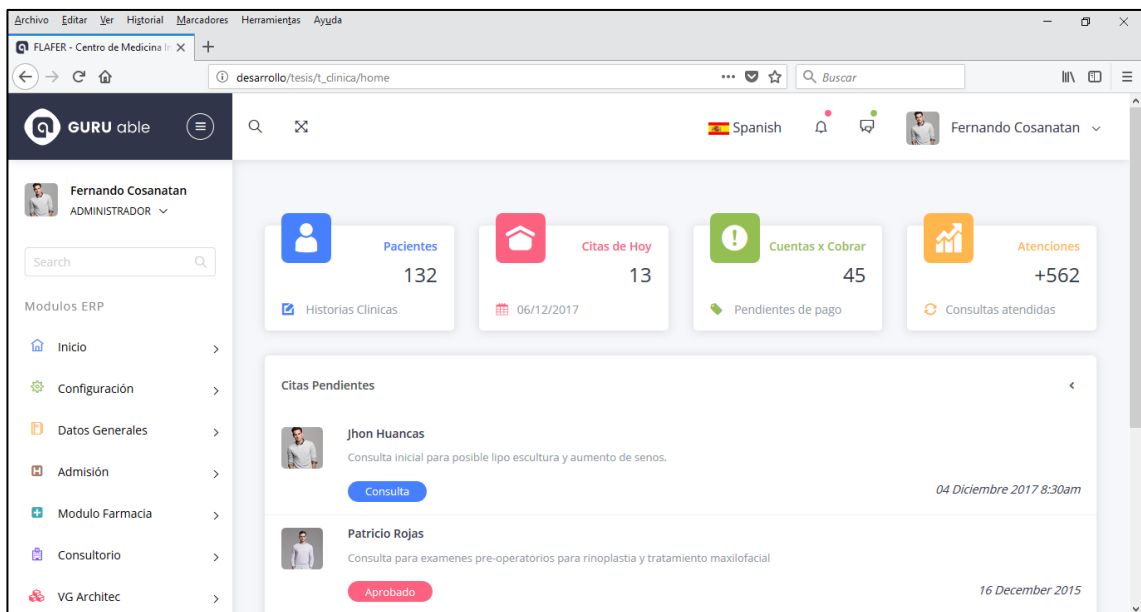 Archivo Editar Ver Historial Marcadores Herramientas Ayuda
FLAFER - Centro de Medicina In
desarrollo/tesis/t_clinica/home
Buscar
GURU able
Spanish
Fernando Cosanatan
Fernando Cosanatan
ADMINISTRADOR
Search
Modulos ERP
Inicio
Configuración
Datos Generales
Admisión
Modulo Farmacia
Consultorio
VG Architec
Pacientes
132
Historias Clinicas
Citas de Hoy
13
06/12/2017
Cuentas x Cobrar
45
Pendientes de pago
Atenciones
+562
Consultas atendidas
Citas Pendientes
Jhon Huancas
Consulta inicial para posible lipo escultura y aumento de senos.
Consulta
04 Diciembre 2017 8:30am
Patricio Rojas
Consulta para examenes pre-operatorios para rinoplastia y tratamiento maxilofacial
Aprobado
16 December 2015